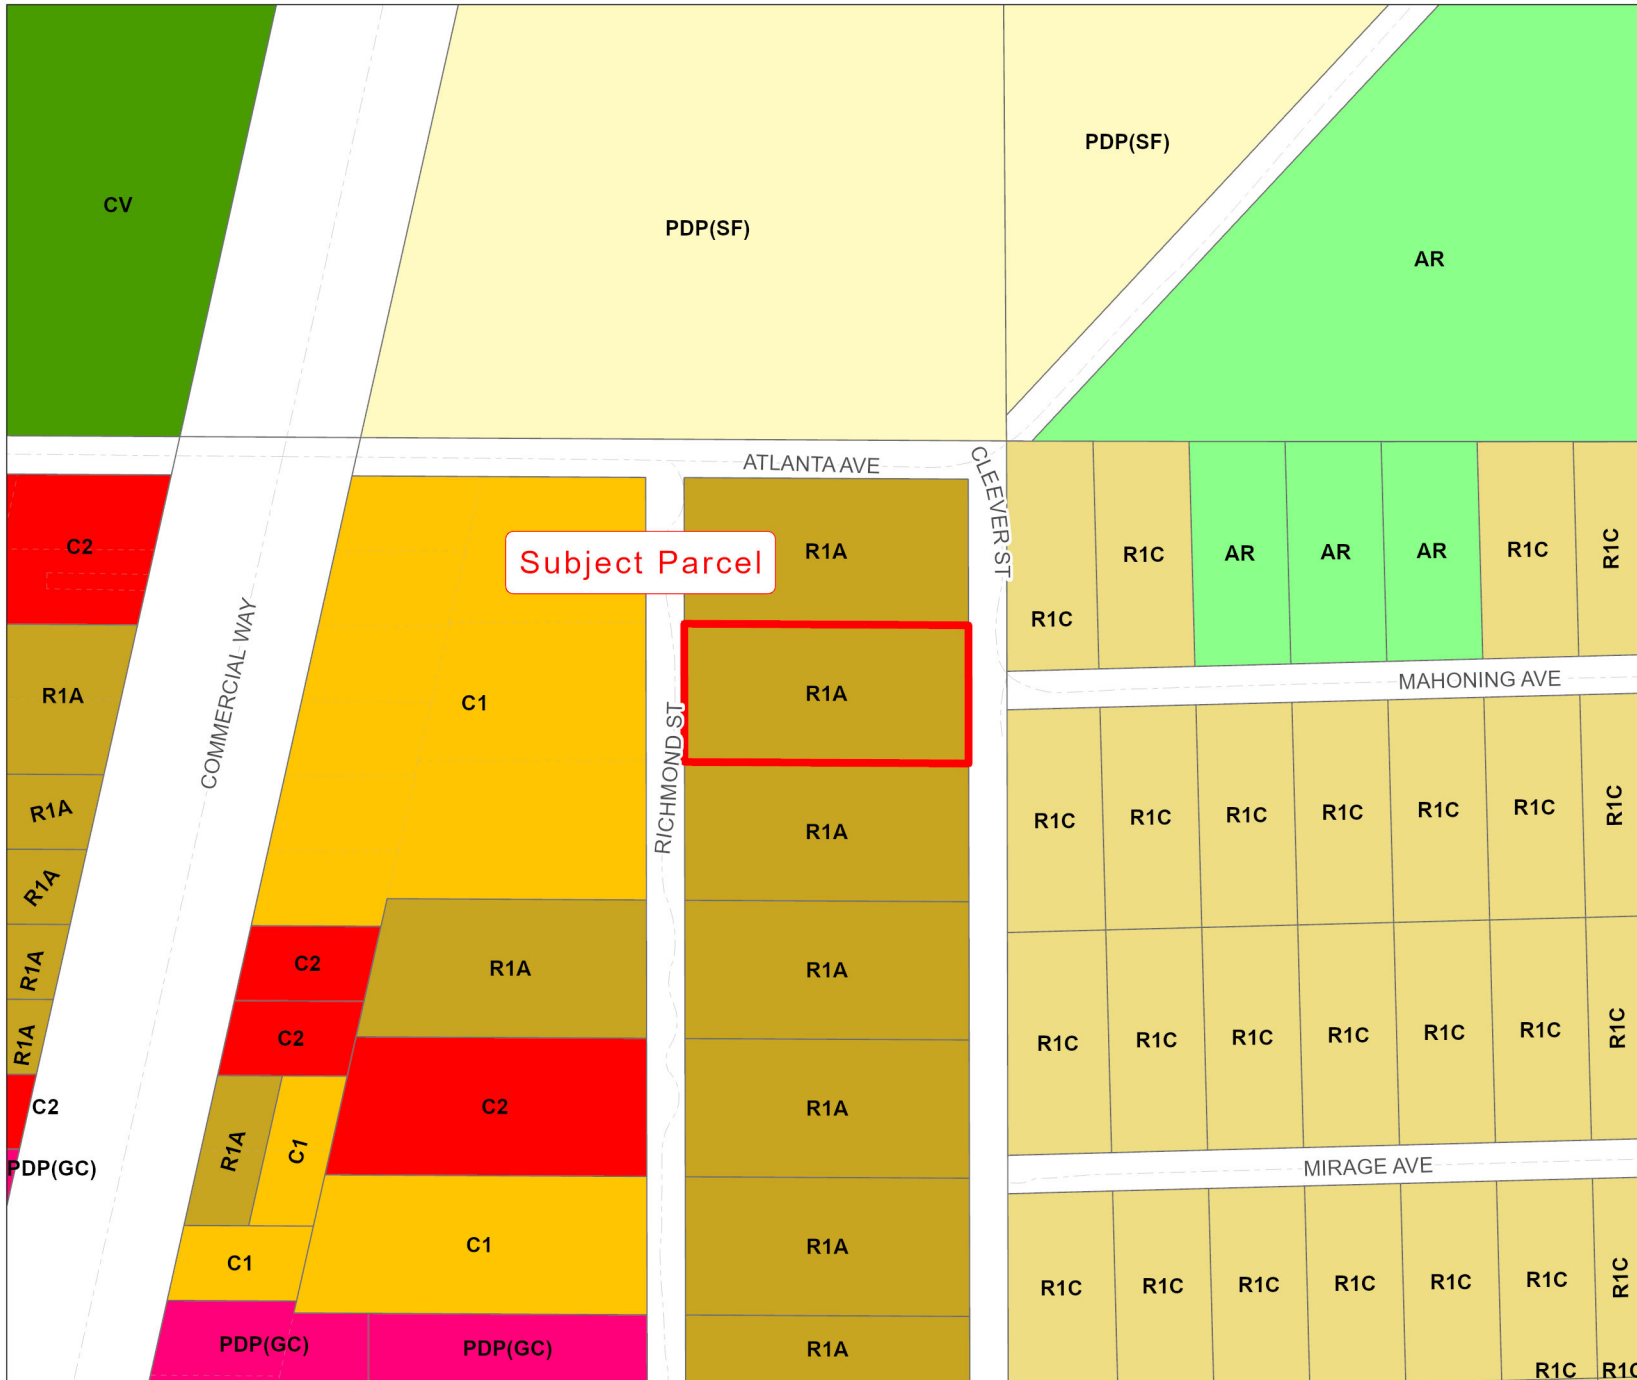 PDP(SF)
CV
PDP(SF)
AR
ATLANTA AVE
CLEEVER ST
C2
Subject Parcel
R1A
R1C
R1C
AR
AR
AR
R1C
R1C
COMMERCIAL WAY
R1A
C1
RICHMOND ST
R1A
MAHONING AVE
R1A
R1A
R1C
R1C
R1C
R1C
R1C
R1C
R1C
R1A
R1A
C2
R1A
R1A
R1A
C2
R1C
R1C
R1C
R1C
R1C
R1C
R1C
C2
C2
R1A
PDP(GC)
R1A
C1
MIRAGE AVE
C1
C1
R1A
R1C
R1C
R1C
R1C
R1C
R1C
R1C
PDP(GC)
PDP(GC)
R1A
R1C
R1C